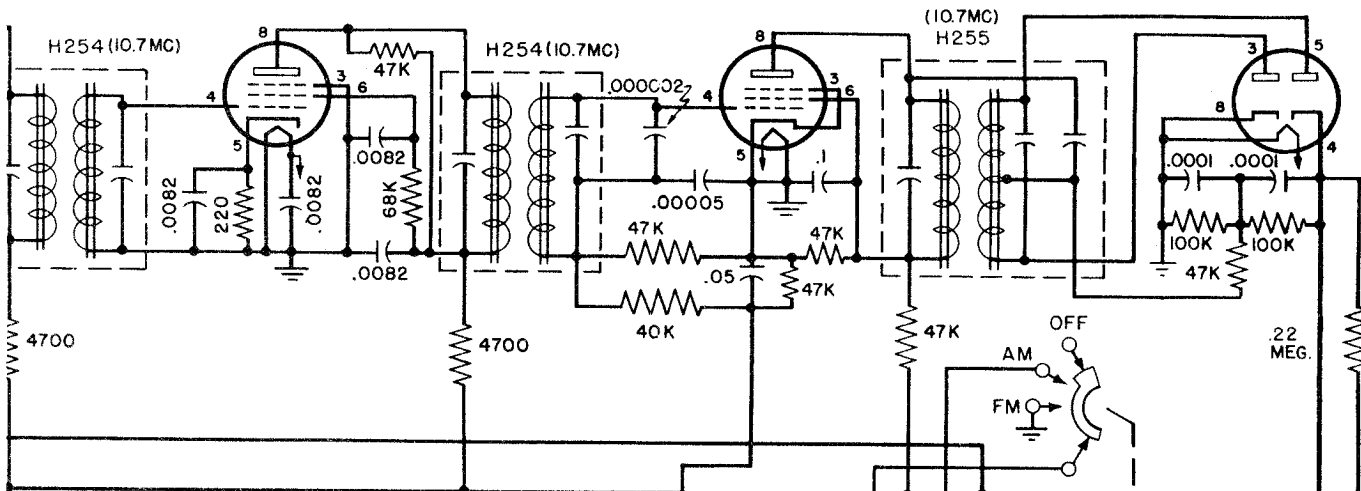 H254 (10.7MC)
8
47K
3
6
4
5
.0082
220
.0082
.0082
68K
.0082
4700
H254 (10.7MC)
.000002
8
3
6
4
5
.1
.00005
47K
47K
.05
47K
40K
4700
(10.7MC)
H255
3
5
8
4
.0001
.0001
100K
100K
47K
47K
.22
MEG.
OFF
AM
FM